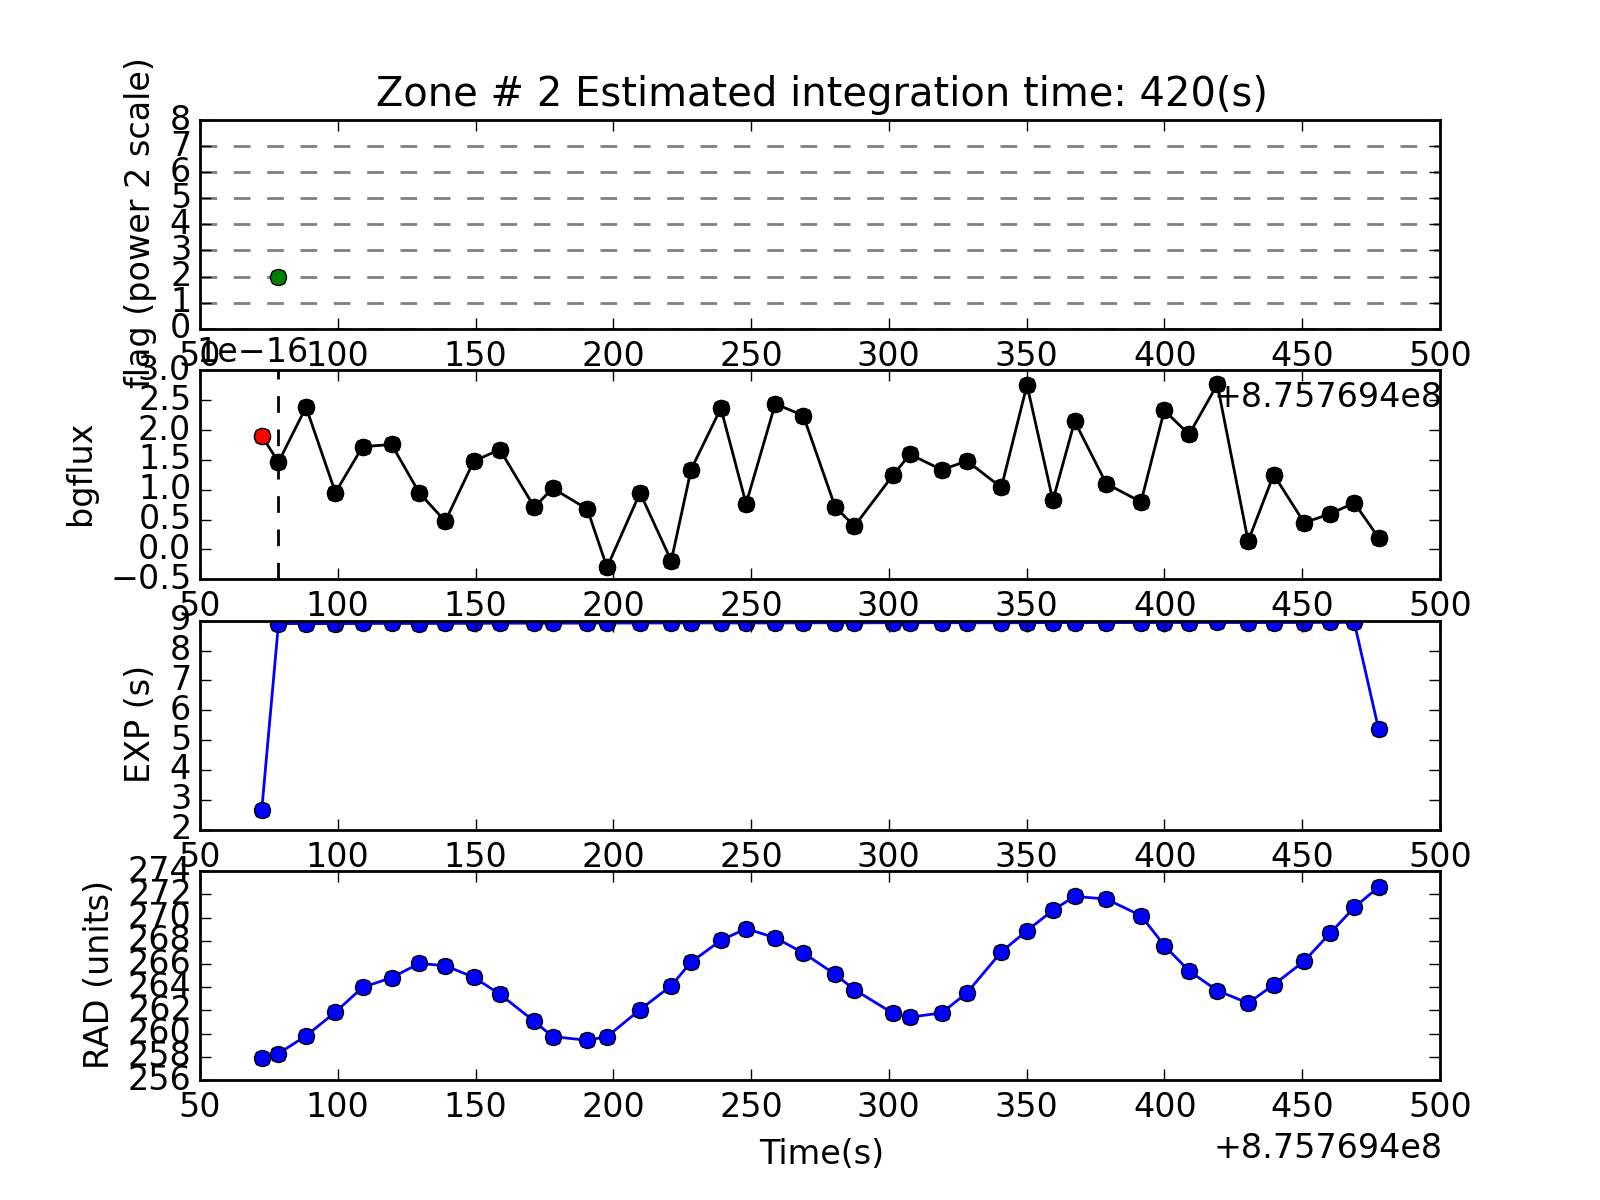 Zone # 2 Estimated integration time: 420(s)
flag (power 2 scale)
8
7
6
5
4
3
2
1
0
50 100 150 200 250 300 350 400 450 500
1e−16
+8.757694e8
bgflux
3.0
2.5
2.0
1.5
1.0
0.5
0.0
−0.5
50 100 150 200 250 300 350 400 450 500
EXP (s)
9
8
7
6
5
4
3
2
50 100 150 200 250 300 350 400 450 500
RAD (units)
274
272
270
268
266
264
262
260
258
256
50 100 150 200 250 300 350 400 450 500
Time(s)
+8.757694e8